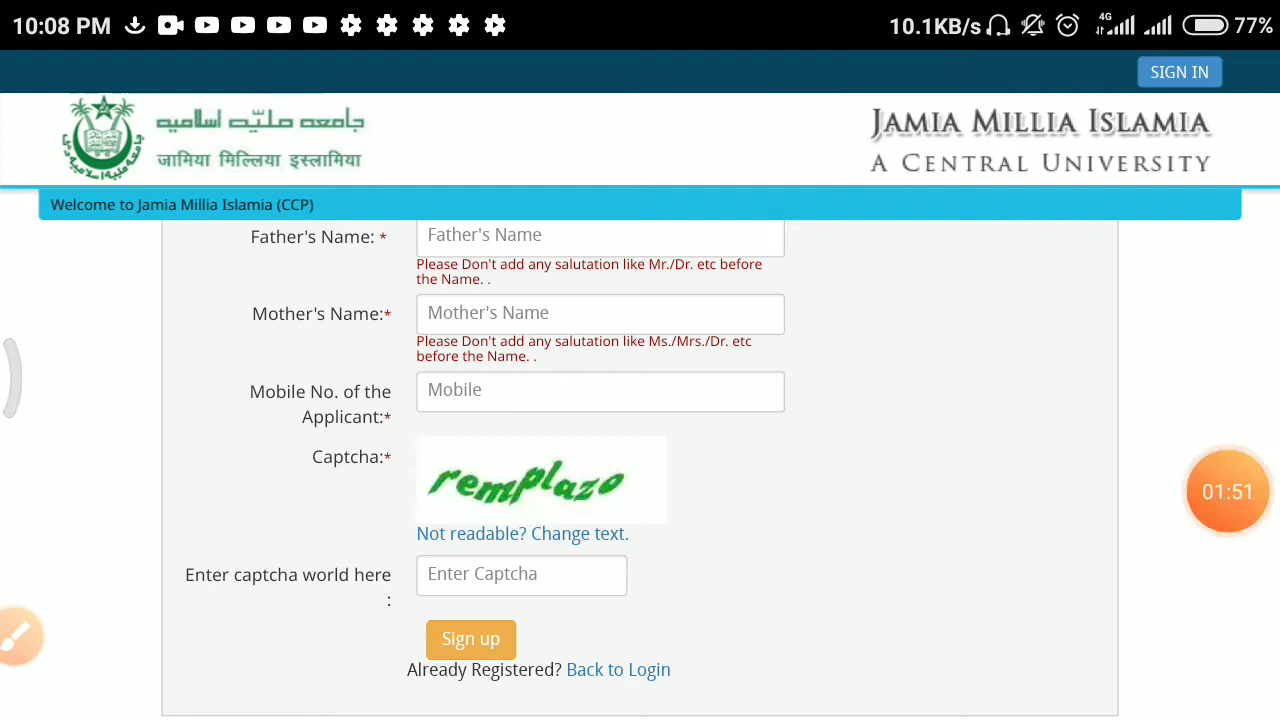 10:08 PM
10.1KB/s 4G 77%
SIGN IN
جامعہ ملیّہ اسلامیہ
जामिया मिल्लिया इस्लामिया
JAMIA MILLIA ISLAMIA
A CENTRAL UNIVERSITY
Welcome to Jamia Millia Islamia (CCP)
Father's Name: * Father's Name
Please Don't add any salutation like Mr./Dr. etc before
the Name. .
Mother's Name:* Mother's Name
Please Don't add any salutation like Ms./Mrs./Dr. etc
before the Name. .
Mobile No. of the
Applicant:* Mobile
Captcha:* remplazo
Not readable? Change text.
Enter captcha world here
: Enter Captcha
Sign up
Already Registered? Back to Login
01:51